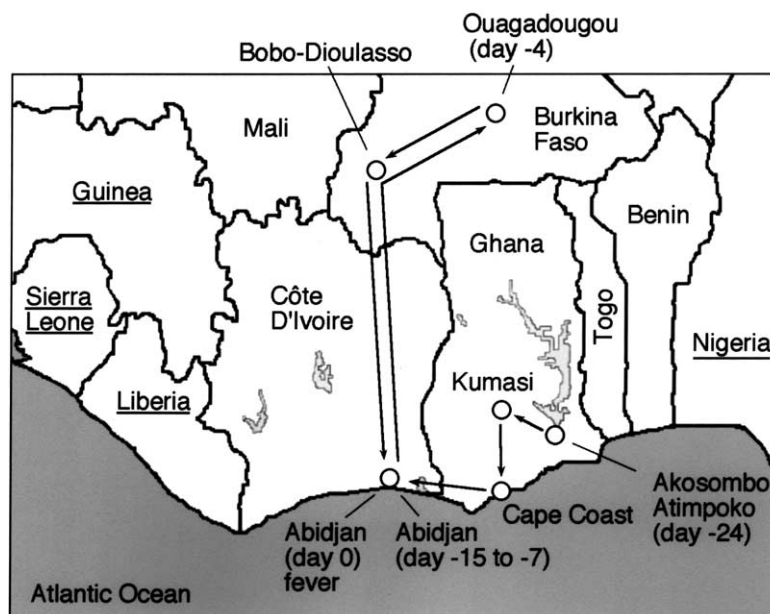 Ouagadougou
(day -4)
Bobo-Dioulasso
Mali
Burkina
Faso
Guinea
Benin
Ghana
Sierra
Leone
Côte
D'Ivoire
Togo
Nigeria
Liberia
Kumasi
Akosombo
Atimpoko
(day -24)
Cape Coast
Abidjan
(day 0)
fever
Abidjan
(day -15 to -7)
Atlantic Ocean